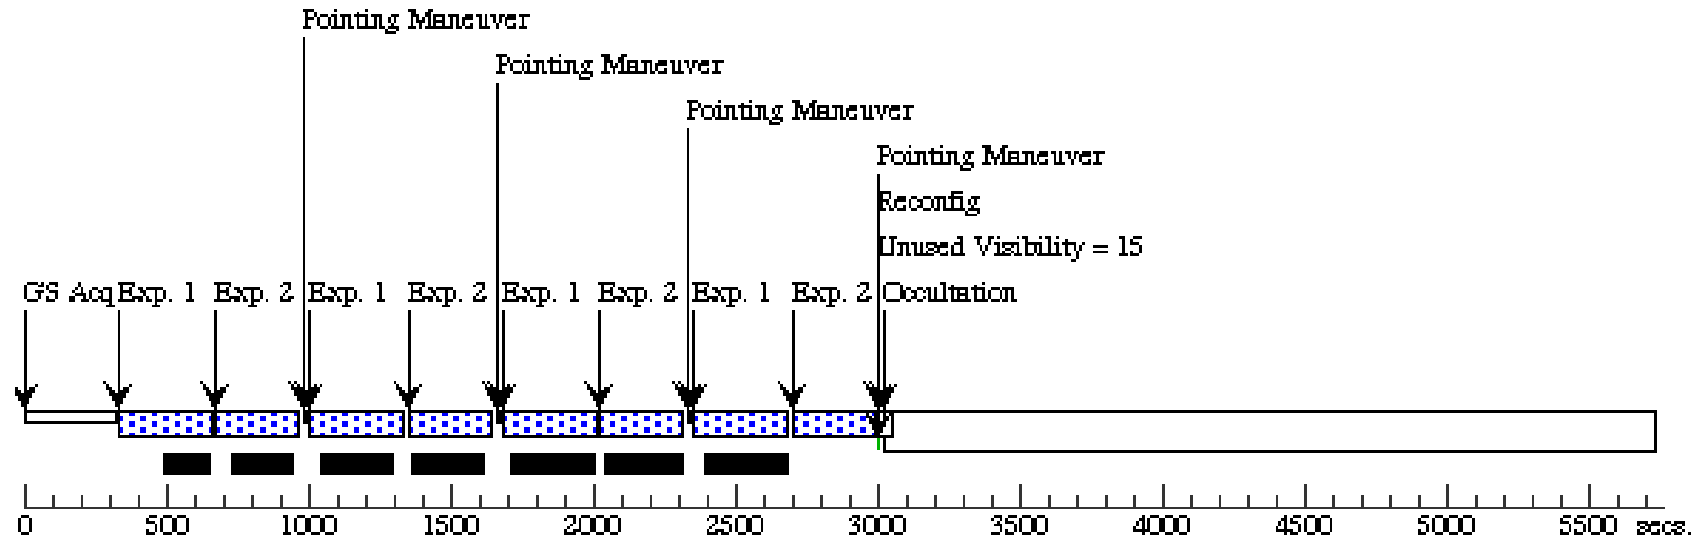 Pointing Maneuver
Pointing Maneuver
Pointing Maneuver
Pointing Maneuver
Reconfig
Unused Visibility = 15
GS Acq Exp. 1 Exp. 2 Exp. 1 Exp. 2 Exp. 1 Exp. 2 Exp. 1 Exp. 2 Occultation
0 500 1000 1500 2000 2500 3000 3500 4000 4500 5000 5500 secs.